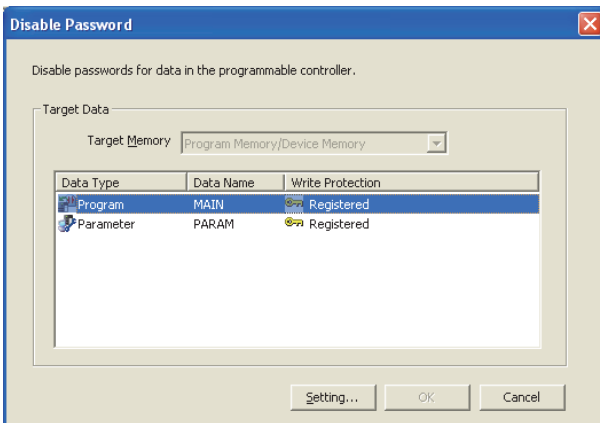 Disable Password
Disable passwords for data in the programmable controller.
Target Data
Target Memory Program Memory/Device Memory
Data Type Data Name Write Protection
Program MAIN Registered
Parameter PARAM Registered
Setting... OK Cancel